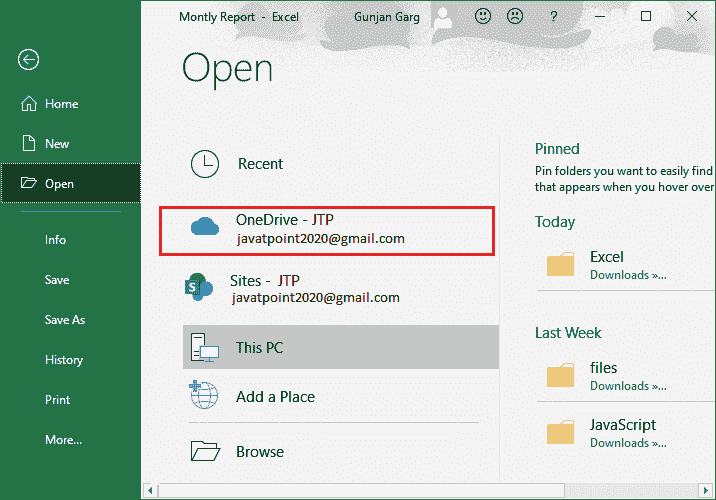 Montly Report - Excel
Gunjan Garg
?
Open
Home
New
Open
Info
Save
Save As
History
Print
More...
Recent
OneDrive - JTP
javatpoint2020@gmail.com
Sites - JTP
javatpoint2020@gmail.com
S
This PC
Add a Place
Browse
Pinned
Pin folders you want to easily find
that appears when you hover over
Today
Excel
Downloads »...
Last Week
files
Downloads »...
JavaScript
Downloads »...